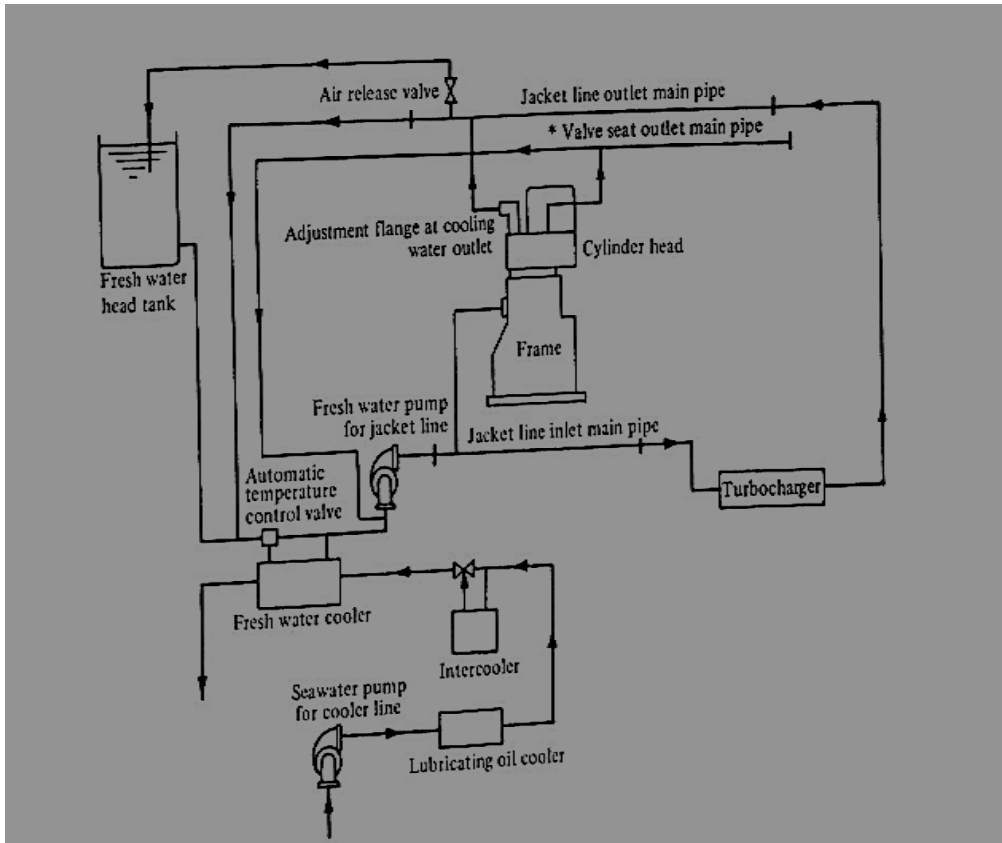 Air release valve
Jacket line outlet main pipe
* Valve seat outlet main pipe
Adjustment flange at cooling
water outlet
Cylinder head
Fresh water
head tank
Frame
Fresh water pump
for jacket line
Jacket line inlet main pipe
Automatic
temperature
control valve
Turbocharger
Fresh water cooler
Intercooler
Seawater pump
for cooler line
Lubricating oil cooler